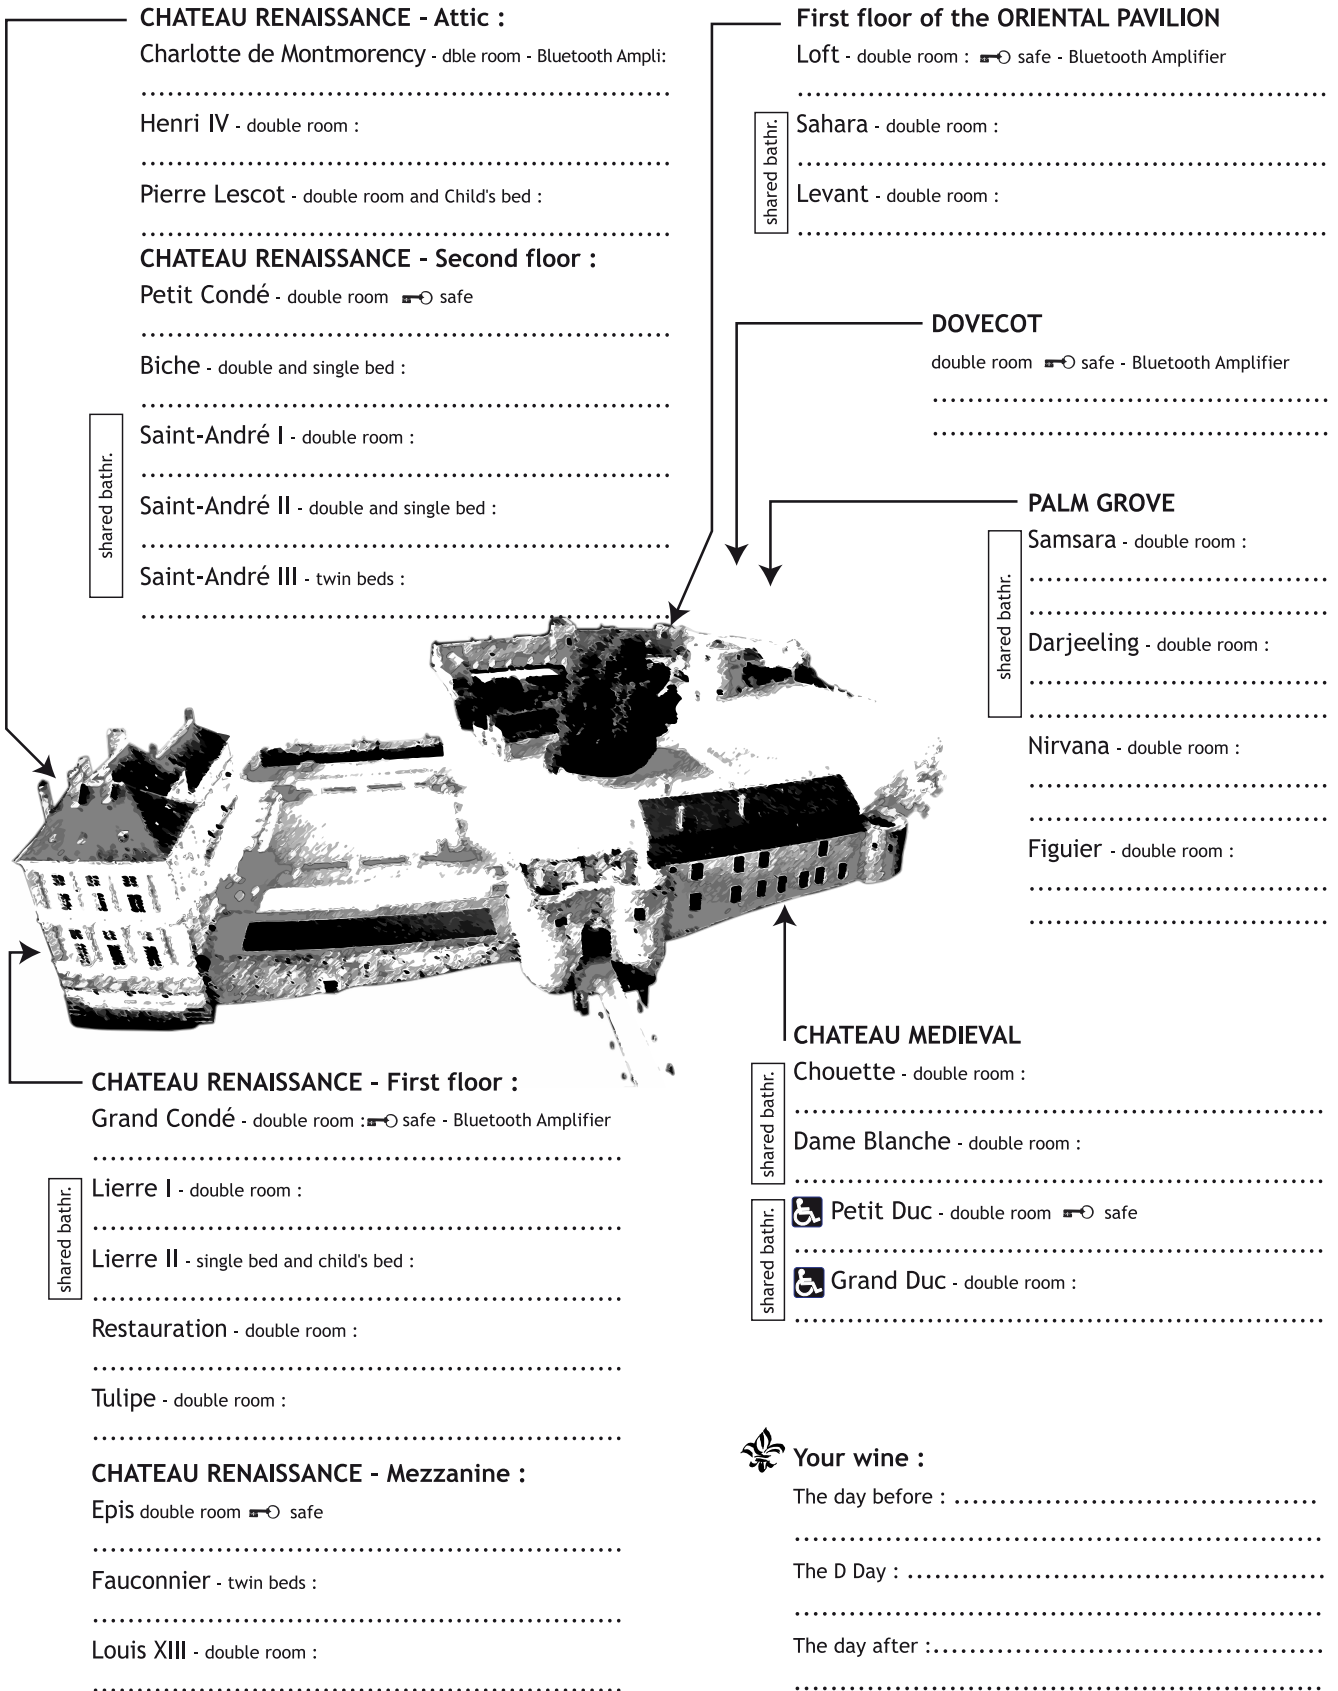 CHATEAU RENAISSANCE - Attic :
Charlotte de Montmorency - dble room - Bluetooth Ampli:
Henri IV - double room :
Pierre Lescot - double room and Child's bed :
CHATEAU RENAISSANCE - Second floor :
Petit Condé - double room safe
Biche - double and single bed :
shared bathr.
Saint-André I - double room :
Saint-André II - double and single bed :
Saint-André III - twin beds :
First floor of the ORIENTAL PAVILION
Loft - double room : safe - Bluetooth Amplifier
shared bathr.
Sahara - double room :
Levant - double room :
DOVECOT
double room safe - Bluetooth Amplifier
PALM GROVE
shared bathr.
Samsara - double room :
Darjeeling - double room :
Nirvana - double room :
Figuier - double room :
CHATEAU RENAISSANCE - First floor :
Grand Condé - double room : safe - Bluetooth Amplifier
shared bathr.
Lierre I - double room :
Lierre II - single bed and child's bed :
Restauration - double room :
Tulipe - double room :
CHATEAU RENAISSANCE - Mezzanine :
Epis double room safe
Fauconnier - twin beds :
Louis XIII - double room :
CHATEAU MEDIEVAL
shared bathr.
Chouette - double room :
Dame Blanche - double room :
shared bathr.
Petit Duc - double room safe
Grand Duc - double room :
Your wine :
The day before : ........................................
The D Day : ..............................................
The day after :...........................................